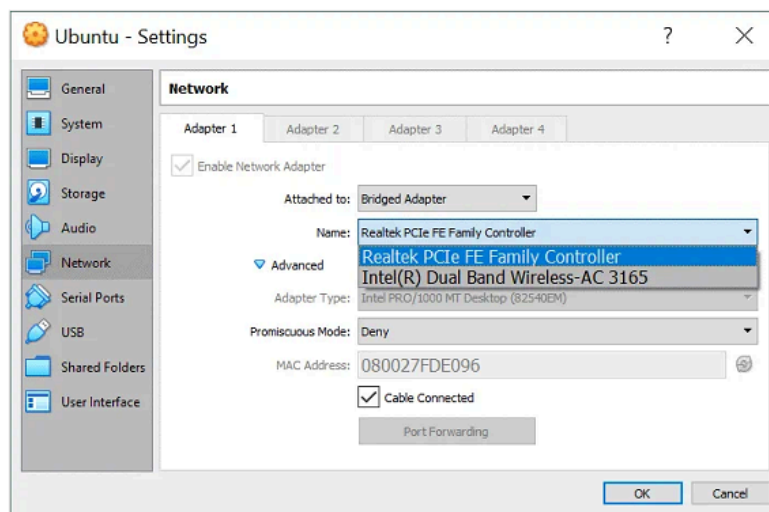 Ubuntu - Settings
General
System
Display
Storage
Audio
Network
Serial Ports
USB
Shared Folders
User Interface
Network
Adapter 1 Adapter 2 Adapter 3 Adapter 4
Enable Network Adapter
Attached to: Bridged Adapter
Name: Realtek PCIe FE Family Controller
Realtek PCIe FE Family Controller
Intel(R) Dual Band Wireless-AC 3165
Advanced
Adapter Type: Intel PRO/1000 MT Desktop (82540EM)
Promiscuous Mode: Deny
MAC Address: 080027FDE096
Cable Connected
Port Forwarding
OK Cancel